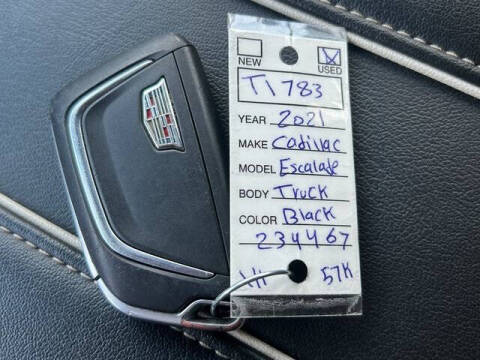 NEW
USED
T1783
YEAR 2021
MAKE Cadillac
MODEL Escalade
BODY Truck
COLOR Black
234467
57K